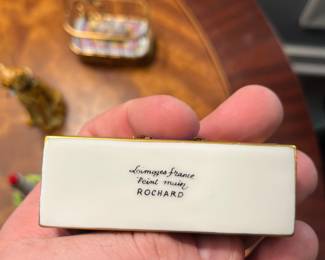 Limoges france
Peint main
ROCHARD